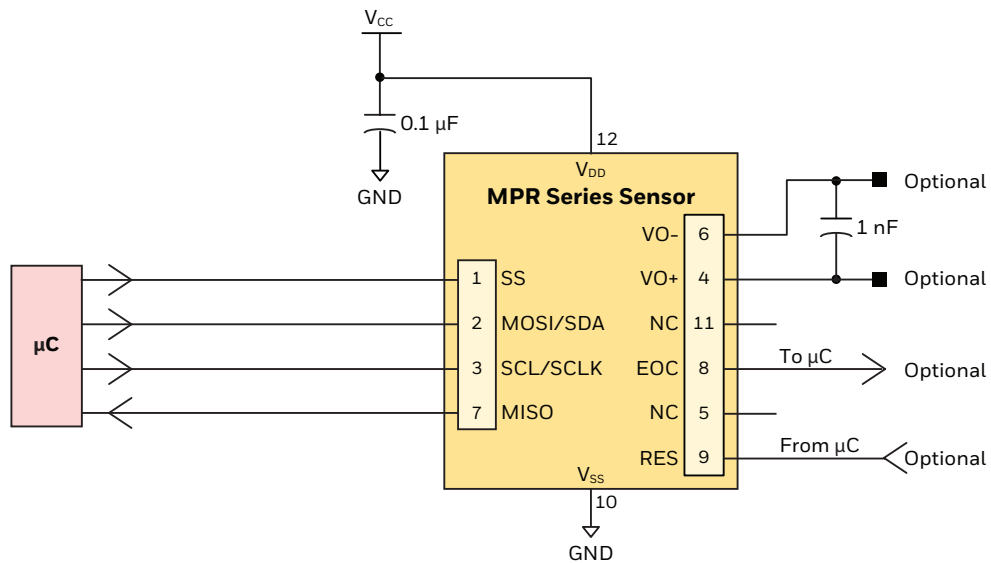 VCC
0.1 µF
GND
12
VDD
MPR Series Sensor
µC
1 SS
2 MOSI/SDA
3 SCL/SCLK
7 MISO
VO- 6
VO+ 4
NC 11
EOC 8
NC 5
RES 9
Optional
1 nF
Optional
To µC
Optional
From µC
Optional
VSS
10
GND